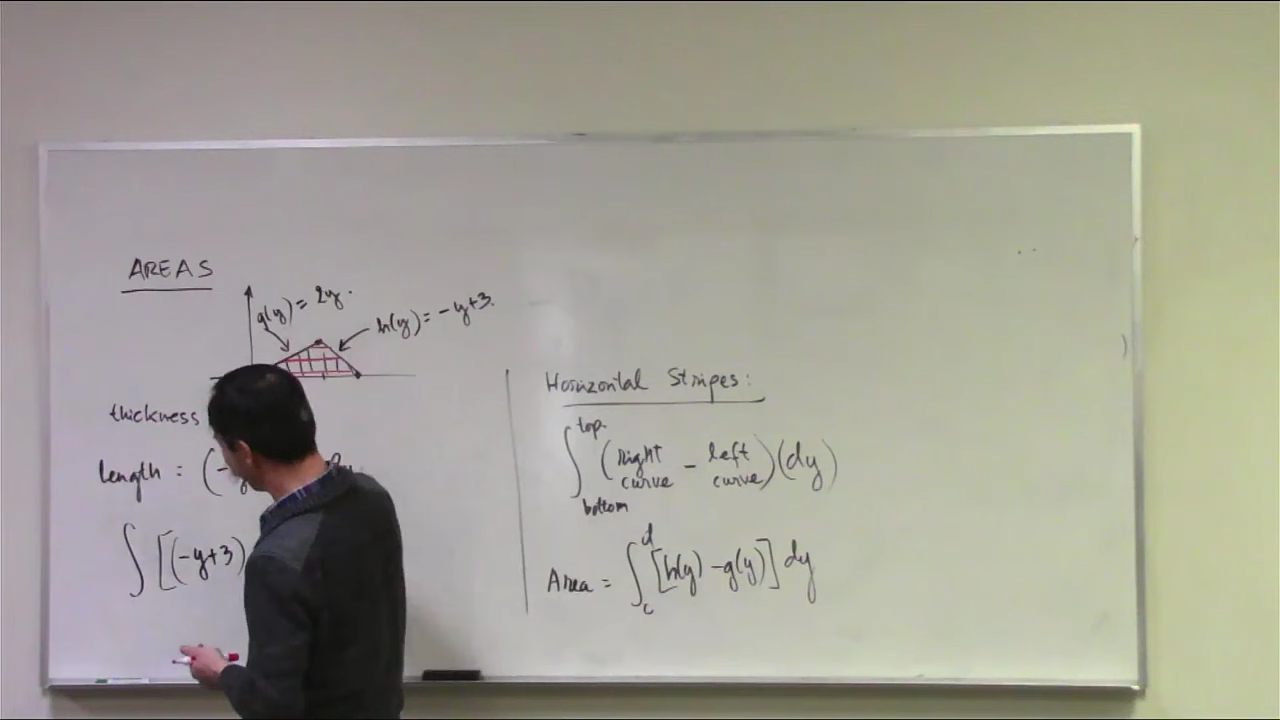 AREAS
g(y) = 2y.
h(y) = -y+3.
thickness
length = (-y
∫ [(-y+3)
Horizontal Stripes:
∫ top bottom (right curve - left curve)(dy)
Area = ∫ d c [h(y) - g(y)] dy